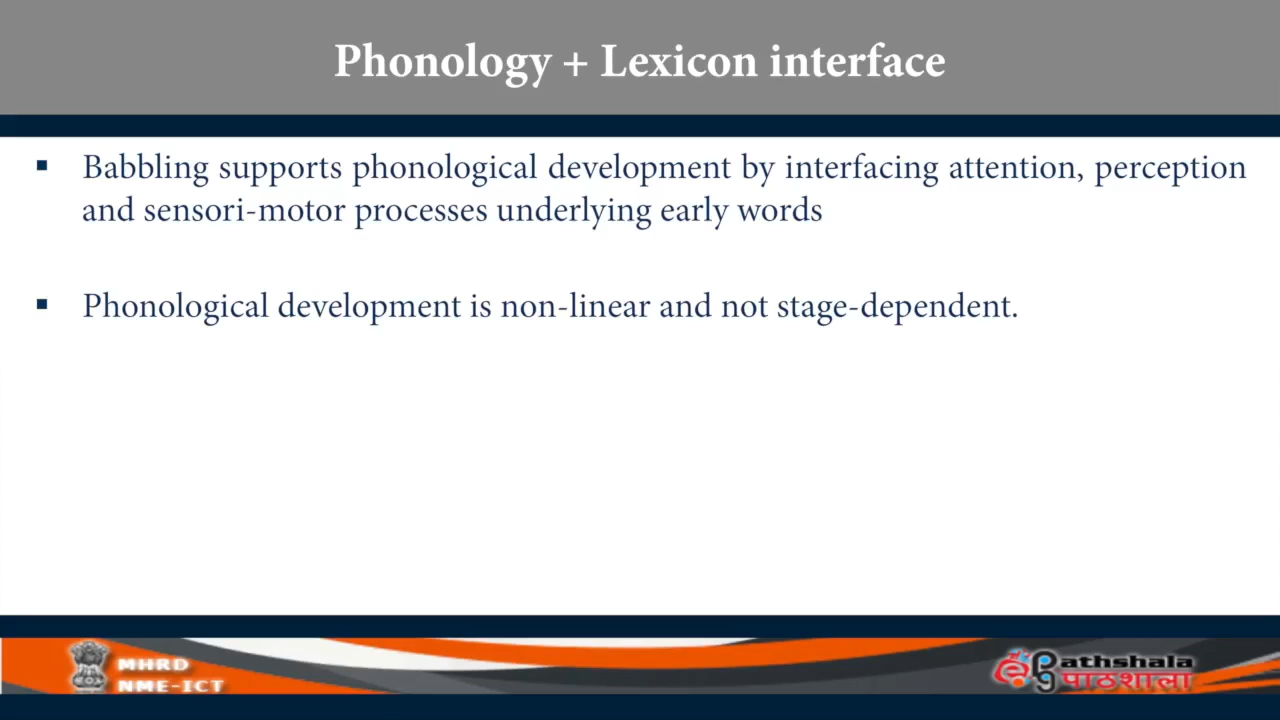 Phonology + Lexicon interface
▪ Babbling supports phonological development by interfacing attention, perception
and sensori-motor processes underlying early words
▪ Phonological development is non-linear and not stage-dependent.
MHRD
NME-ICT
epg
Pathshala
पाठशाला